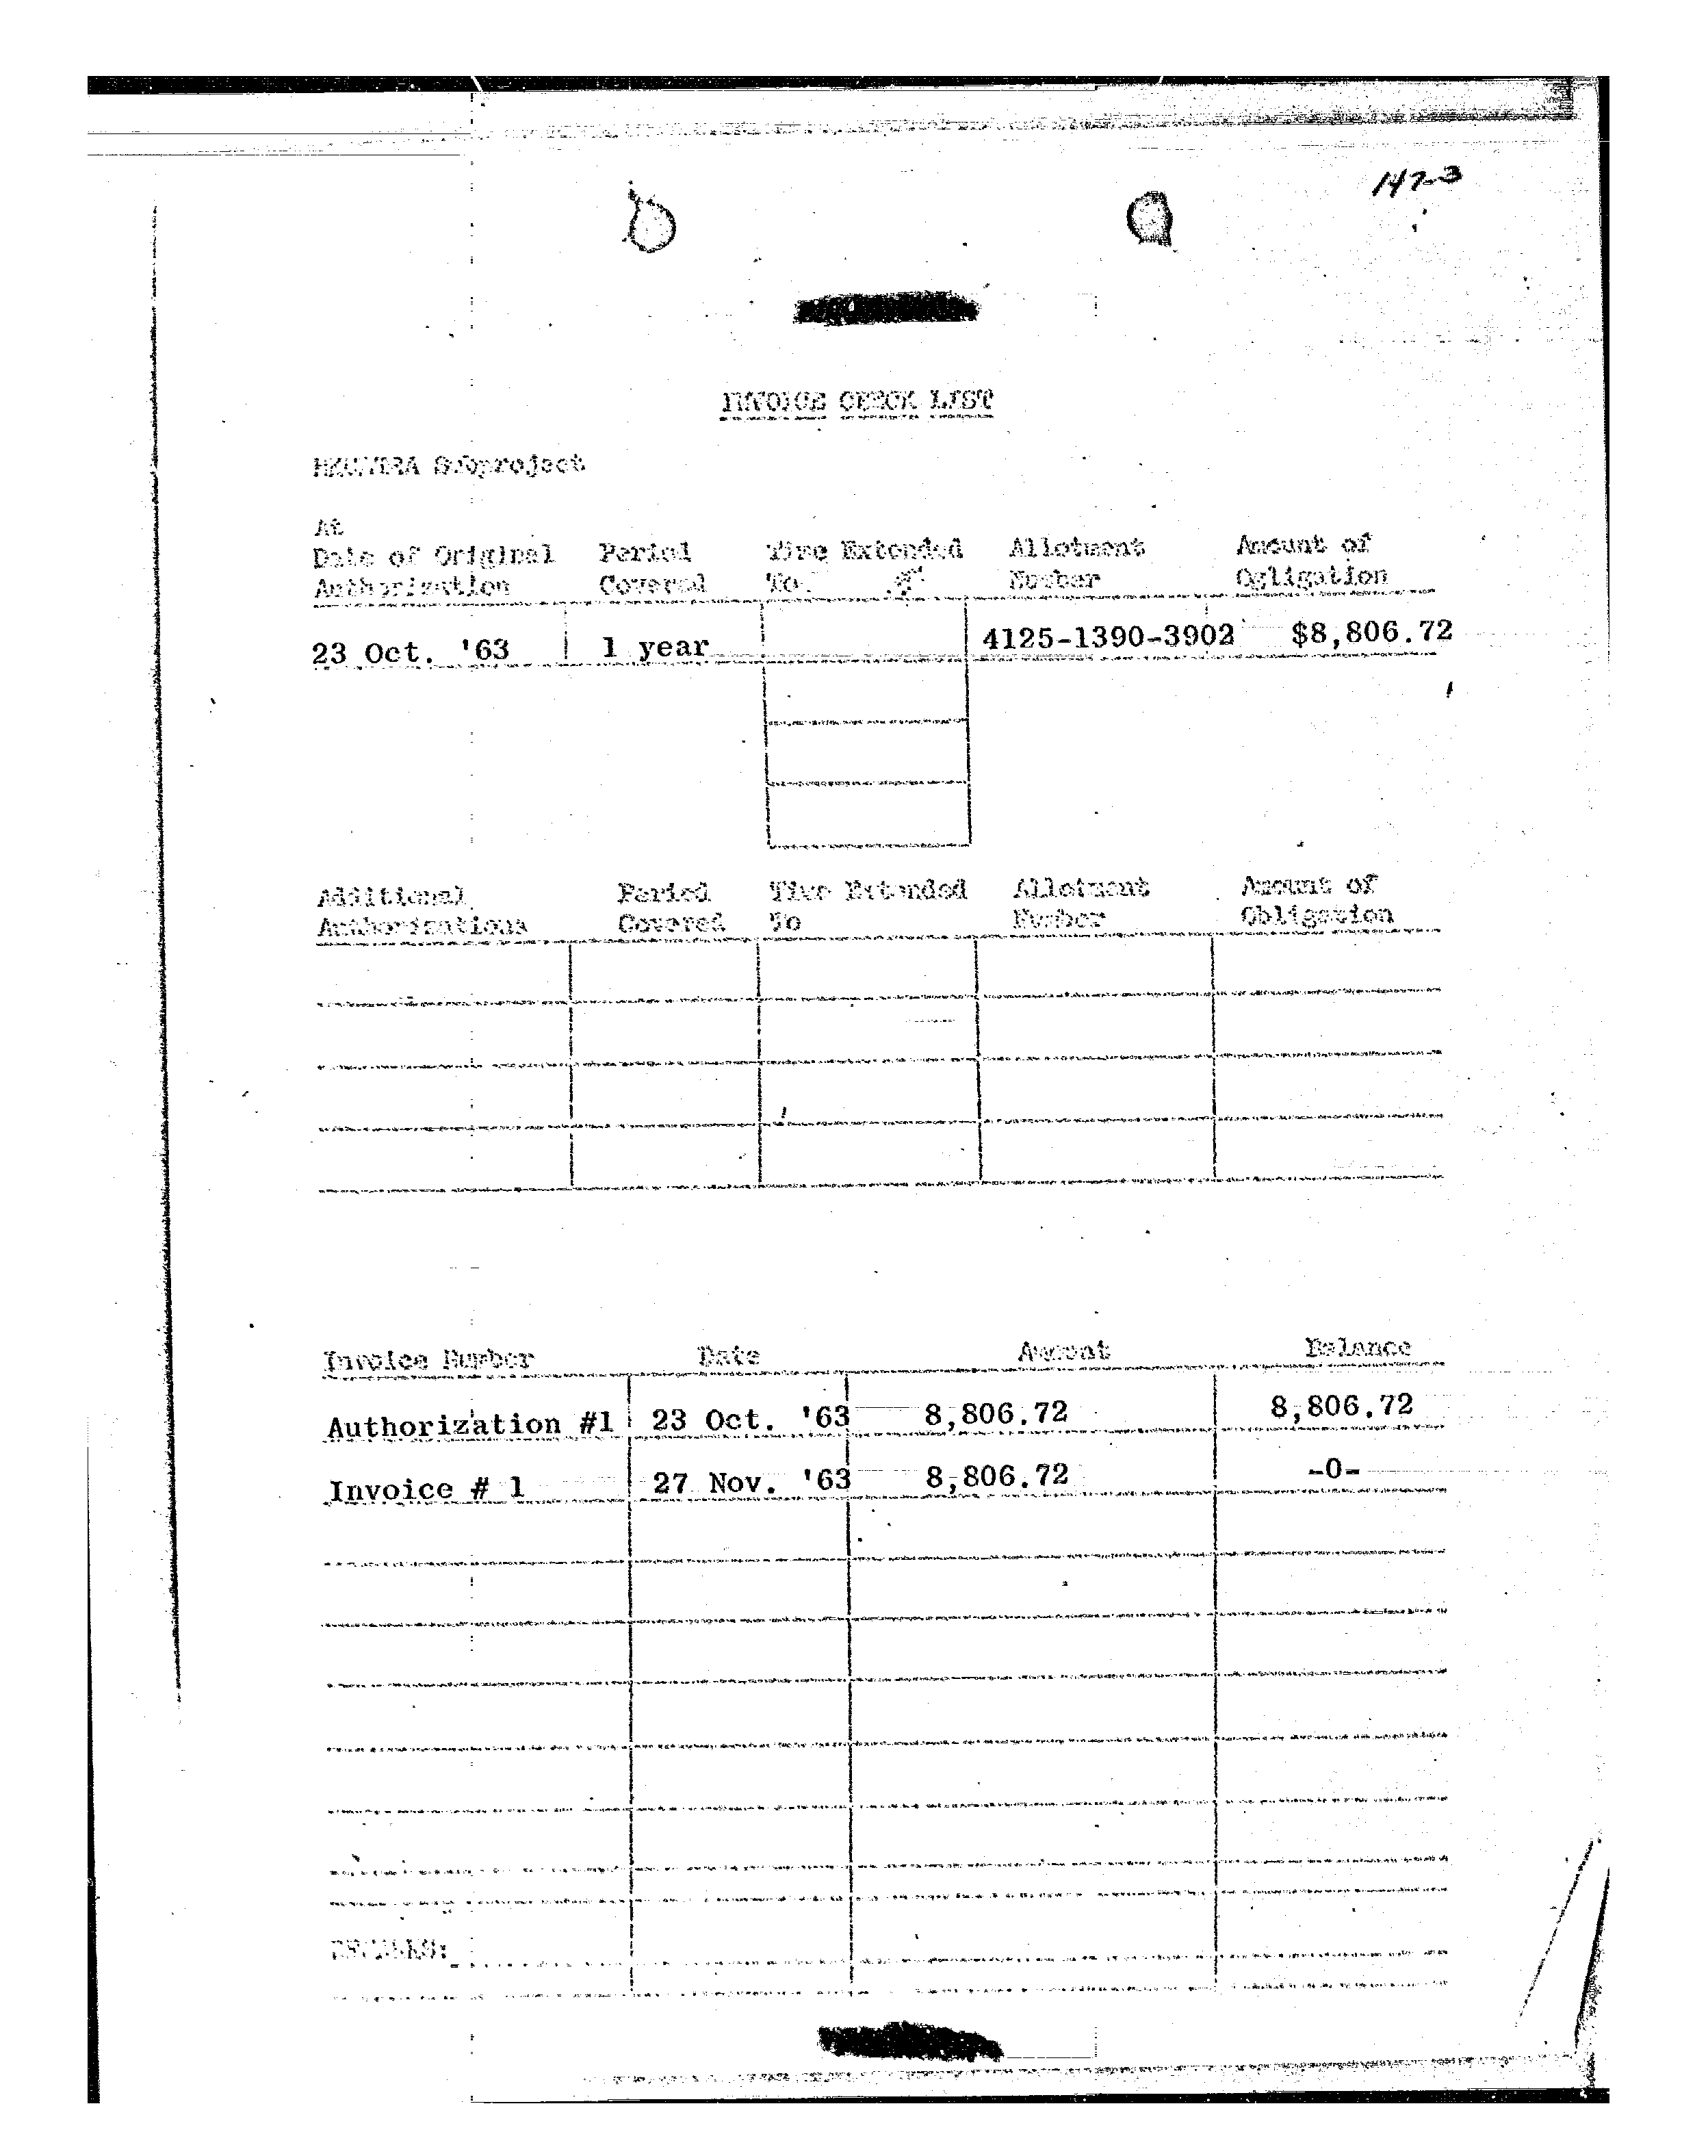 147-3
INVOICE CHECK LIST
MKULTRA Subproject
At
Date of Original Period Time Extended Allotment Amount of
Authorization Covered To Number Ogligation
23 Oct. '63 1 year 4125-1390-3902 $8,806.72
Additional Period Time Extended Allotment Amount of
Authorizations Covered To Number Obligation
Invoice Number Date Amount Balance
Authorization #1 23 Oct. '63 8,806.72 8,806.72
Invoice # 1 27 Nov. '63 8,806.72 -0-
REMARKS: